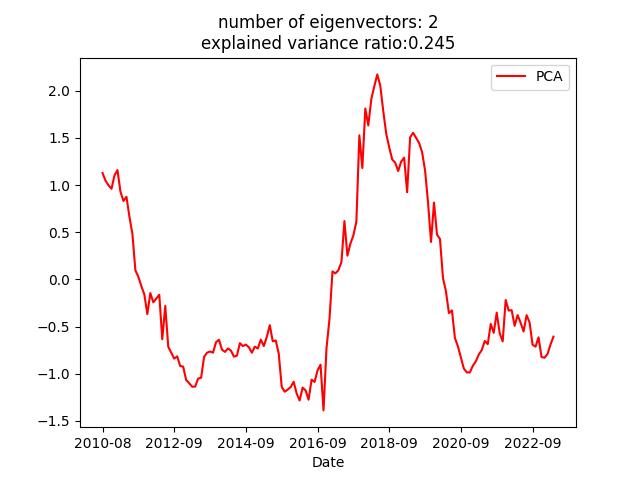 number of eigenvectors: 2
explained variance ratio:0.245
PCA
2.0
1.5
1.0
0.5
0.0
−0.5
−1.0
−1.5
2010-08 2012-09 2014-09 2016-09 2018-09 2020-09 2022-09
Date